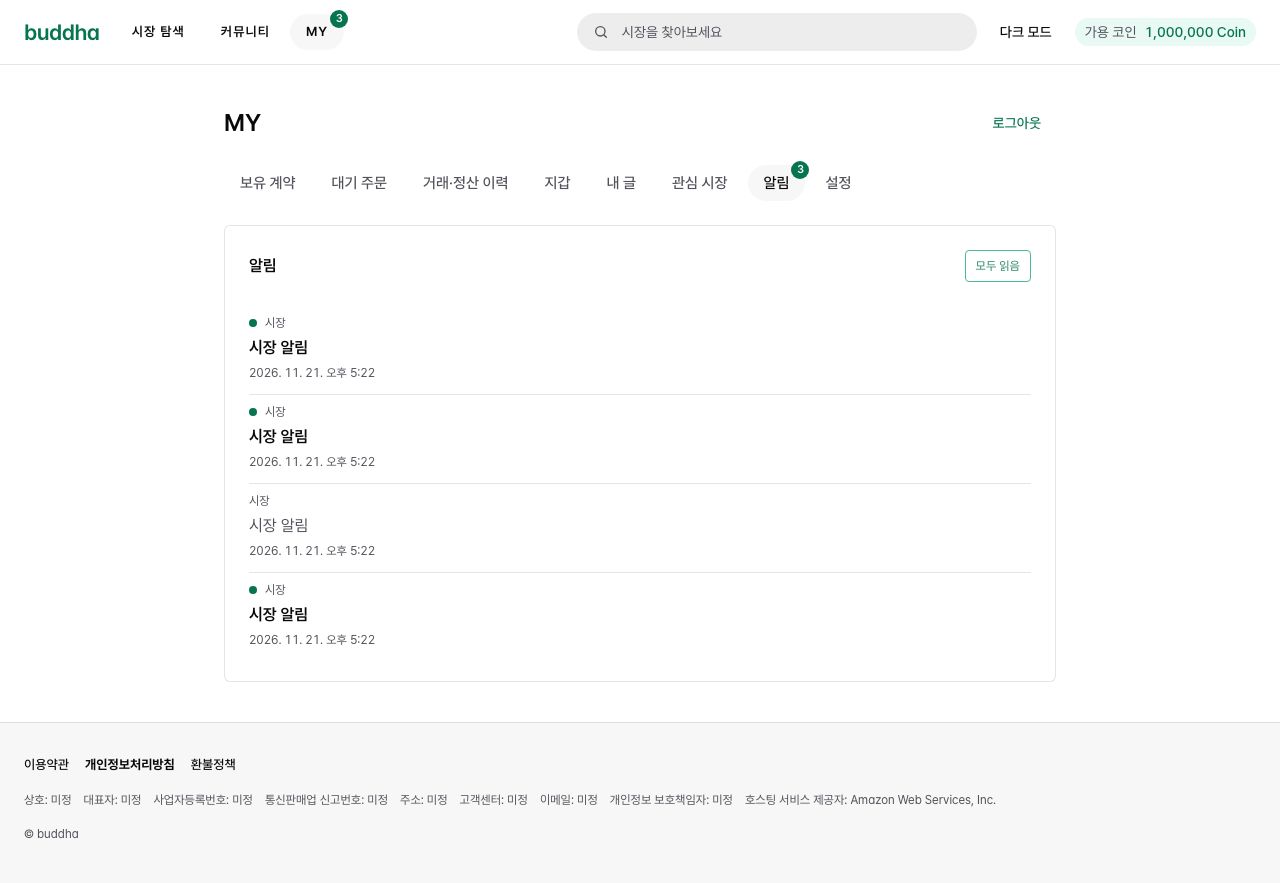 buddha 시장 탐색 커뮤니티 MY 3 시장을 찾아보세요 다크 모드 가용 코인 1,000,000 Coin
MY 로그아웃
보유 계약 대기 주문 거래·정산 이력 지갑 내 글 관심 시장 알림 3 설정
알림 모두 읽음
시장
시장 알림
2026. 11. 21. 오후 5:22
시장
시장 알림
2026. 11. 21. 오후 5:22
시장
시장 알림
2026. 11. 21. 오후 5:22
시장
시장 알림
2026. 11. 21. 오후 5:22
이용약관 개인정보처리방침 환불정책
상호: 미정 대표자: 미정 사업자등록번호: 미정 통신판매업 신고번호: 미정 주소: 미정 고객센터: 미정 이메일: 미정 개인정보 보호책임자: 미정 호스팅 서비스 제공자: Amazon Web Services, Inc.
© buddha